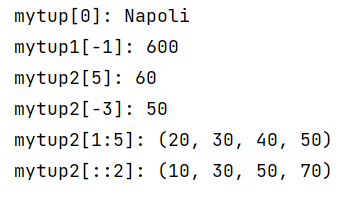 mytup[0]: Napoli
mytup1[-1]: 600
mytup2[5]: 60
mytup2[-3]: 50
mytup2[1:5]: (20, 30, 40, 50)
mytup2[::2]: (10, 30, 50, 70)